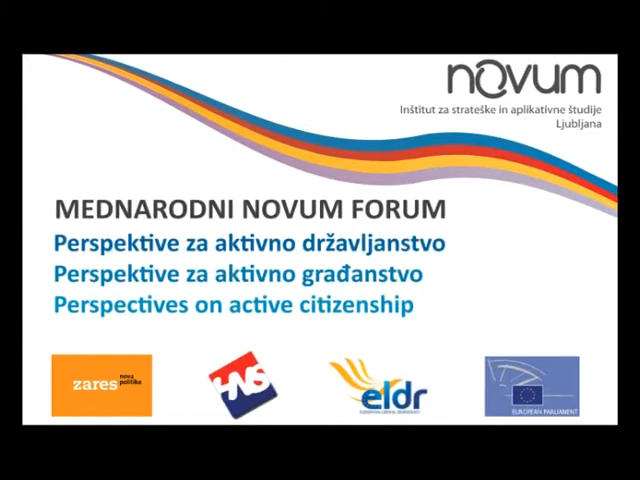 novum
Inštitut za strateške in aplikativne študije
Ljubljana
MEDNARODNI NOVUM FORUM
Perspektive za aktivno državljanstvo
Perspektive za aktivno građanstvo
Perspectives on active citizenship
zares nova
politika
HNS
eldr
EUROPEAN PARLIAMENT